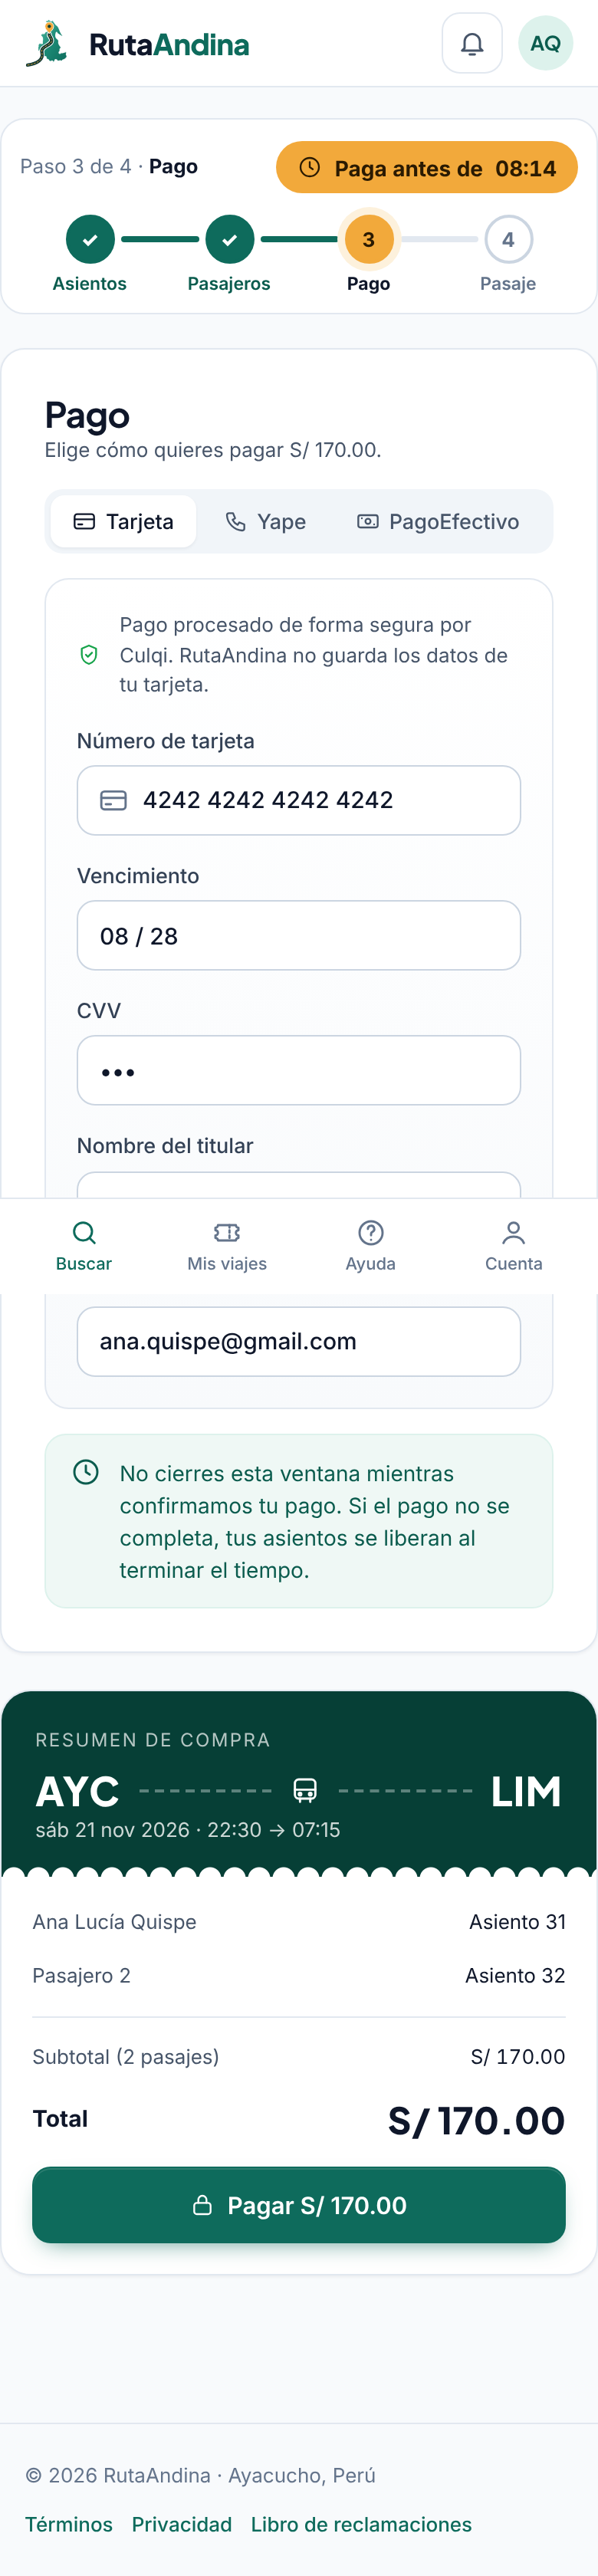 RutaAndina
AQ
Paso 3 de 4 · Pago
Paga antes de 08:14
3
4
Asientos
Pasajeros
Pago
Pasaje
Pago
Elige cómo quieres pagar S/ 170.00.
Tarjeta
Yape
PagoEfectivo
Pago procesado de forma segura por
Culqi. RutaAndina no guarda los datos de
tu tarjeta.
Número de tarjeta
4242 4242 4242 4242
Vencimiento
08 / 28
CVV
•••
Nombre del titular
Buscar
Mis viajes
Ayuda
Cuenta
ana.quispe@gmail.com
No cierres esta ventana mientras
confirmamos tu pago. Si el pago no se
completa, tus asientos se liberan al
terminar el tiempo.
RESUMEN DE COMPRA
AYC
LIM
sáb 21 nov 2026 · 22:30 → 07:15
Ana Lucía Quispe
Asiento 31
Pasajero 2
Asiento 32
Subtotal (2 pasajes)
S/ 170.00
Total
S/ 170.00
Pagar S/ 170.00
© 2026 RutaAndina · Ayacucho, Perú
Términos
Privacidad
Libro de reclamaciones